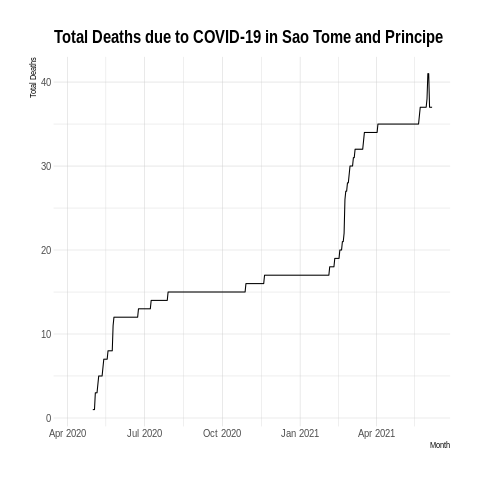 Total Deaths due to COVID-19 in Sao Tome and Principe
Total Deaths
40
30
20
10
0
Apr 2020 Jul 2020 Oct 2020 Jan 2021 Apr 2021
Month